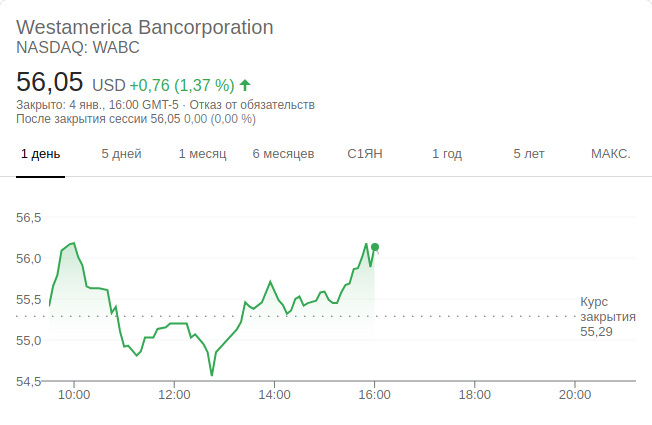 Westamerica Bancorporation
NASDAQ: WABC
56,05 USD +0,76 (1,37 %)
Закрыто: 4 янв., 16:00 GMT-5 · Отказ от обязательств
После закрытия сессии 56,05 0,00 (0,00 %)
1 день 5 дней 1 месяц 6 месяцев С1ЯН 1 год 5 лет МАКС.
56,5
56,0
55,5
Курс
закрытия
55,29
55,0
54,5
10:00 12:00 14:00 16:00 18:00 20:00